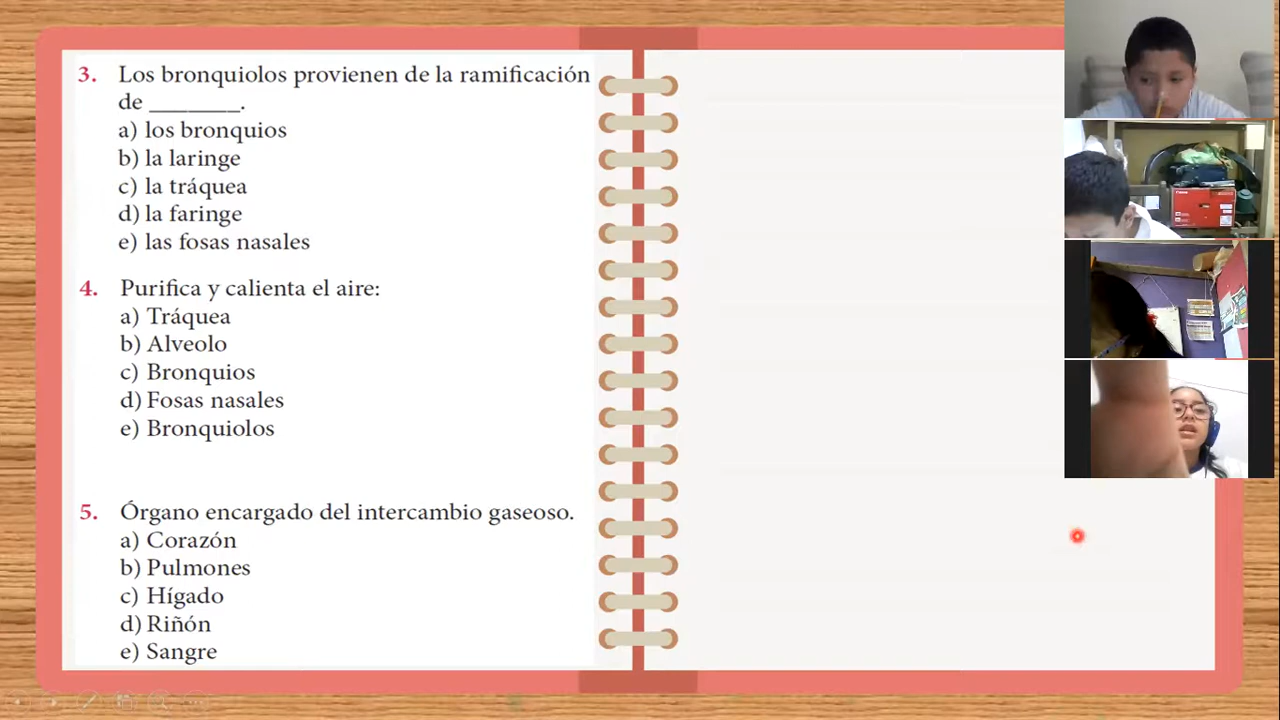 3. Los bronquiolos provienen de la ramificación
de _______.
a) los bronquios
b) la laringe
c) la tráquea
d) la faringe
e) las fosas nasales
4. Purifica y calienta el aire:
a) Tráquea
b) Alveolo
c) Bronquios
d) Fosas nasales
e) Bronquiolos
5. Órgano encargado del intercambio gaseoso.
a) Corazón
b) Pulmones
c) Hígado
d) Riñón
e) Sangre